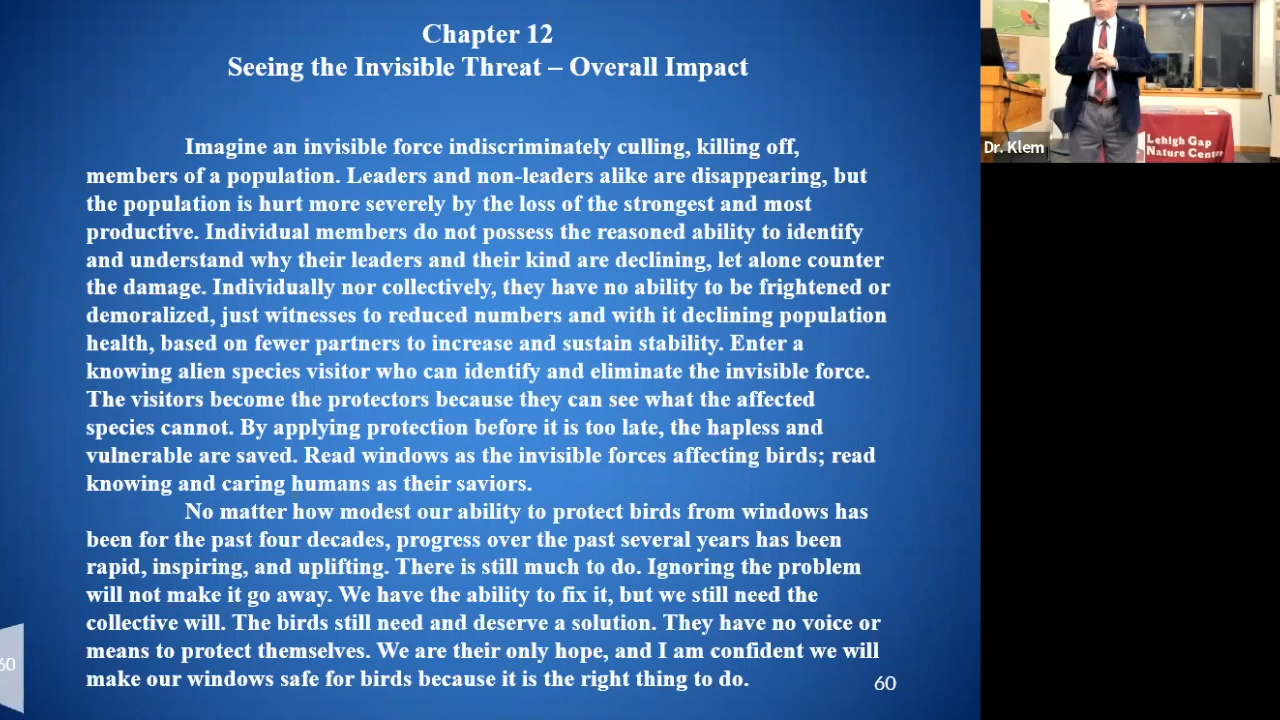 Chapter 12
Seeing the Invisible Threat – Overall Impact
Imagine an invisible force indiscriminately culling, killing off,
members of a population. Leaders and non-leaders alike are disappearing, but
the population is hurt more severely by the loss of the strongest and most
productive. Individual members do not possess the reasoned ability to identify
and understand why their leaders and their kind are declining, let alone counter
the damage. Individually nor collectively, they have no ability to be frightened or
demoralized, just witnesses to reduced numbers and with it declining population
health, based on fewer partners to increase and sustain stability. Enter a
knowing alien species visitor who can identify and eliminate the invisible force.
The visitors become the protectors because they can see what the affected
species cannot. By applying protection before it is too late, the hapless and
vulnerable are saved. Read windows as the invisible forces affecting birds; read
knowing and caring humans as their saviors.
No matter how modest our ability to protect birds from windows has
been for the past four decades, progress over the past several years has been
rapid, inspiring, and uplifting. There is still much to do. Ignoring the problem
will not make it go away. We have the ability to fix it, but we still need the
collective will. The birds still need and deserve a solution. They have no voice or
means to protect themselves. We are their only hope, and I am confident we will
make our windows safe for birds because it is the right thing to do.
60
60
Dr. Klem
Lehigh Gap
Nature Cente